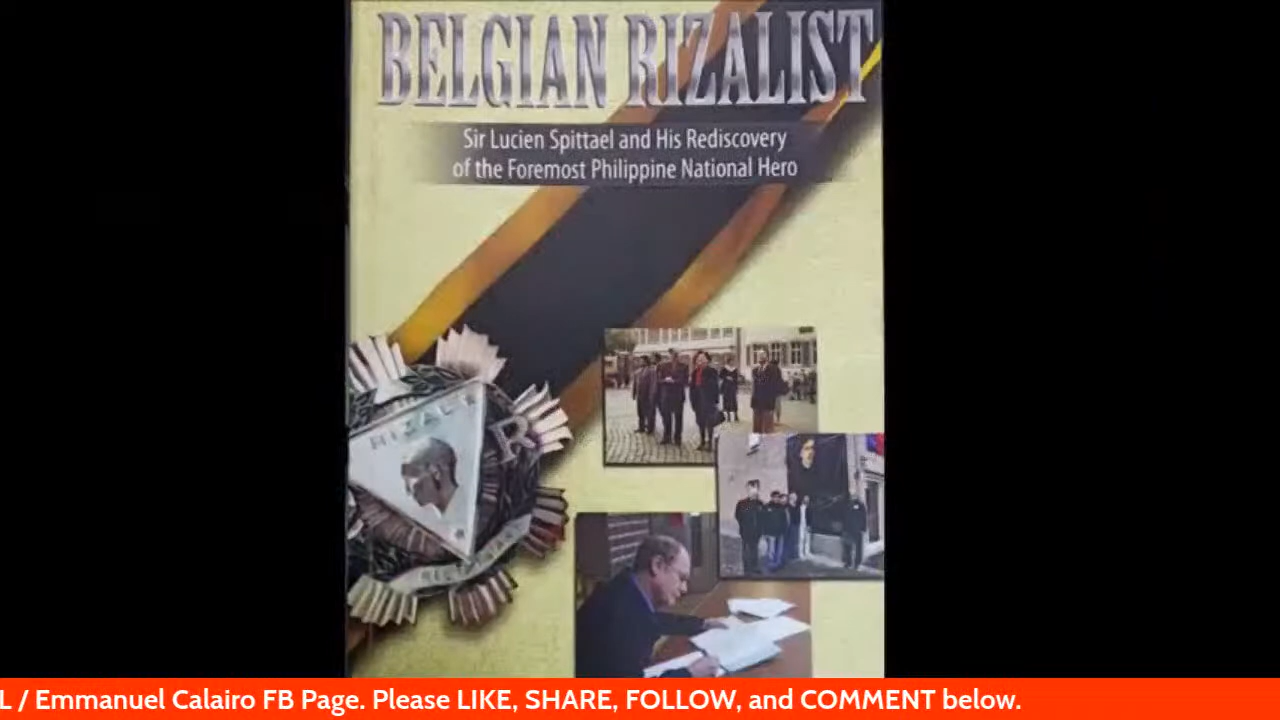 BELGIAN RIZALIST
Sir Lucien Spittael and His Rediscovery
of the Foremost Philippine National Hero
RIZAL
R
L / Emmanuel Calairo FB Page. Please LIKE, SHARE, FOLLOW, and COMMENT below.